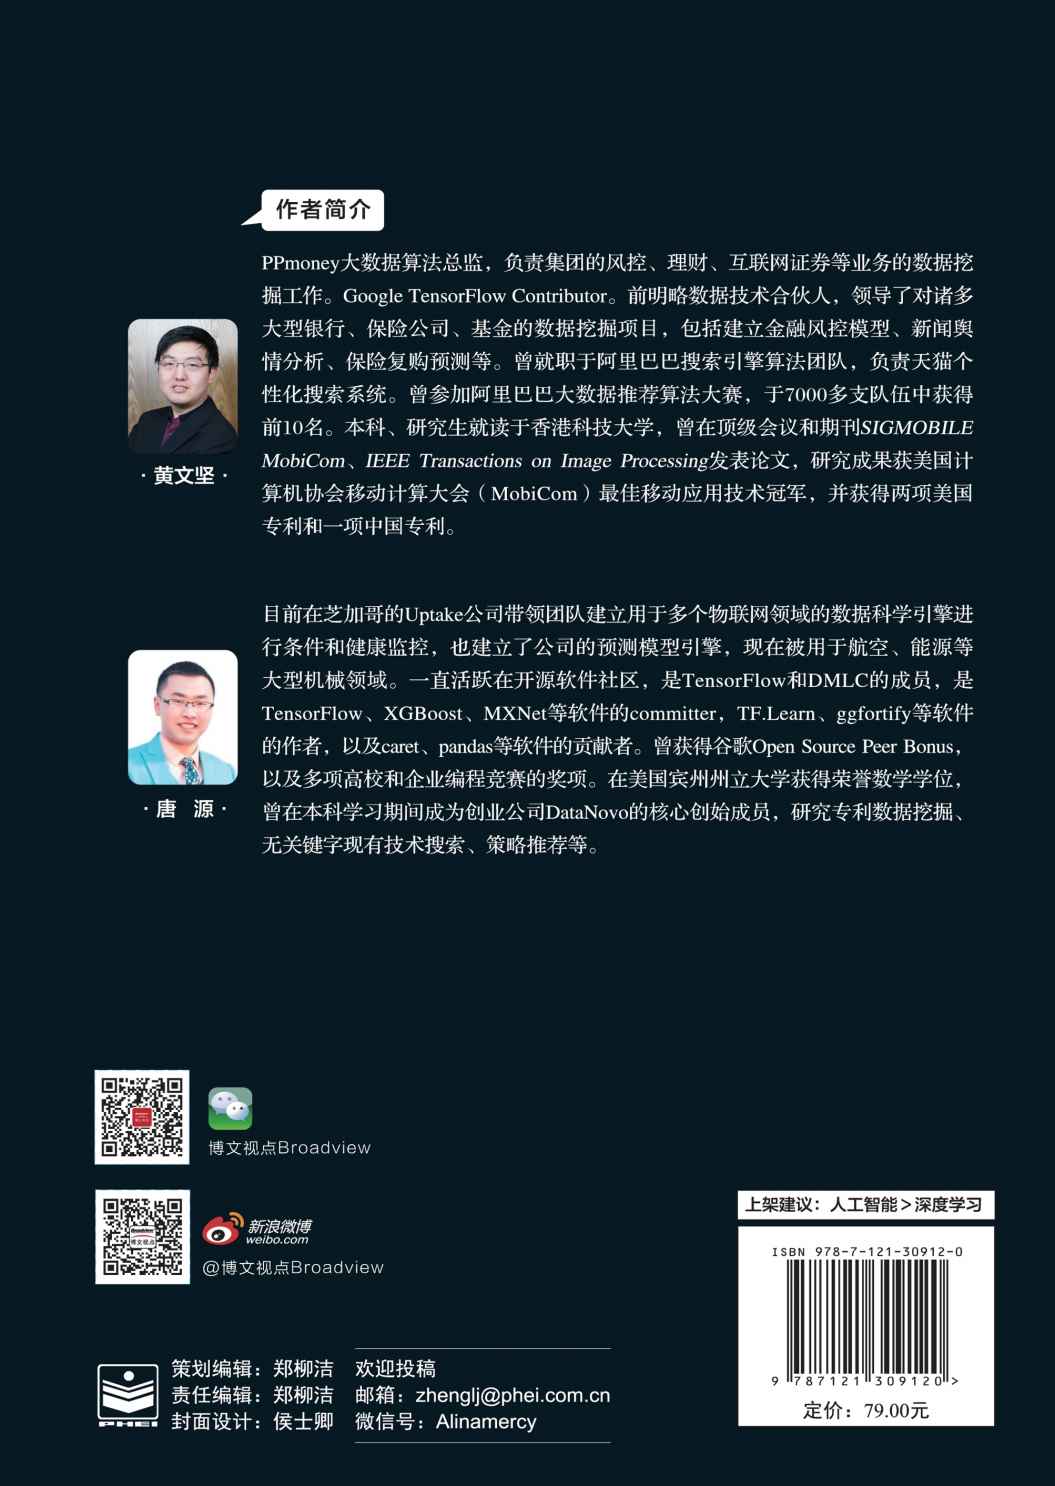 作者简介
PPmoney大数据算法总监，负责集团的风控、理财、互联网证券等业务的数据挖
掘工作。Google TensorFlow Contributor。前明略数据技术合伙人，领导了对诸多
大型银行、保险公司、基金的数据挖掘项目，包括建立金融风控模型、新闻舆
情分析、保险复购预测等。曾就职于阿里巴巴搜索引擎算法团队，负责天猫个
性化搜索系统。曾参加阿里巴巴大数据推荐算法大赛，于7000多支队伍中获得
前10名。本科、研究生就读于香港科技大学，曾在顶级会议和期刊SIGMOBILE
MobiCom、IEEE Transactions on Image Processing发表论文，研究成果获美国计
算机协会移动计算大会（MobiCom）最佳移动应用技术冠军，并获得两项美国
专利和一项中国专利。
·黄文坚·
目前在芝加哥的Uptake公司带领团队建立用于多个物联网领域的数据科学引擎进
行条件和健康监控，也建立了公司的预测模型引擎，现在被用于航空、能源等
大型机械领域。一直活跃在开源软件社区，是TensorFlow和DMLC的成员，是
TensorFlow、XGBoost、MXNet等软件的committer，TF.Learn、ggfortify等软件
的作者，以及caret、pandas等软件的贡献者。曾获得谷歌Open Source Peer Bonus，
以及多项高校和企业编程竞赛的奖项。在美国宾州州立大学获得荣誉数学学位，
曾在本科学习期间成为创业公司DataNovo的核心创始成员，研究专利数据挖掘、
无关键字现有技术搜索、策略推荐等。
·唐 源·
博文视点Broadview
Broadview
博文视点
新浪微博
weibo.com
@博文视点Broadview
上架建议：人工智能>深度学习
ISBN 978-7-121-30912-0
9 787121 309120 >
定价：79.00元
PHEI
策划编辑：郑柳洁
责任编辑：郑柳洁
封面设计：侯士卿
欢迎投稿
邮箱：zhenglj@phei.com.cn
微信号：Alinamercy